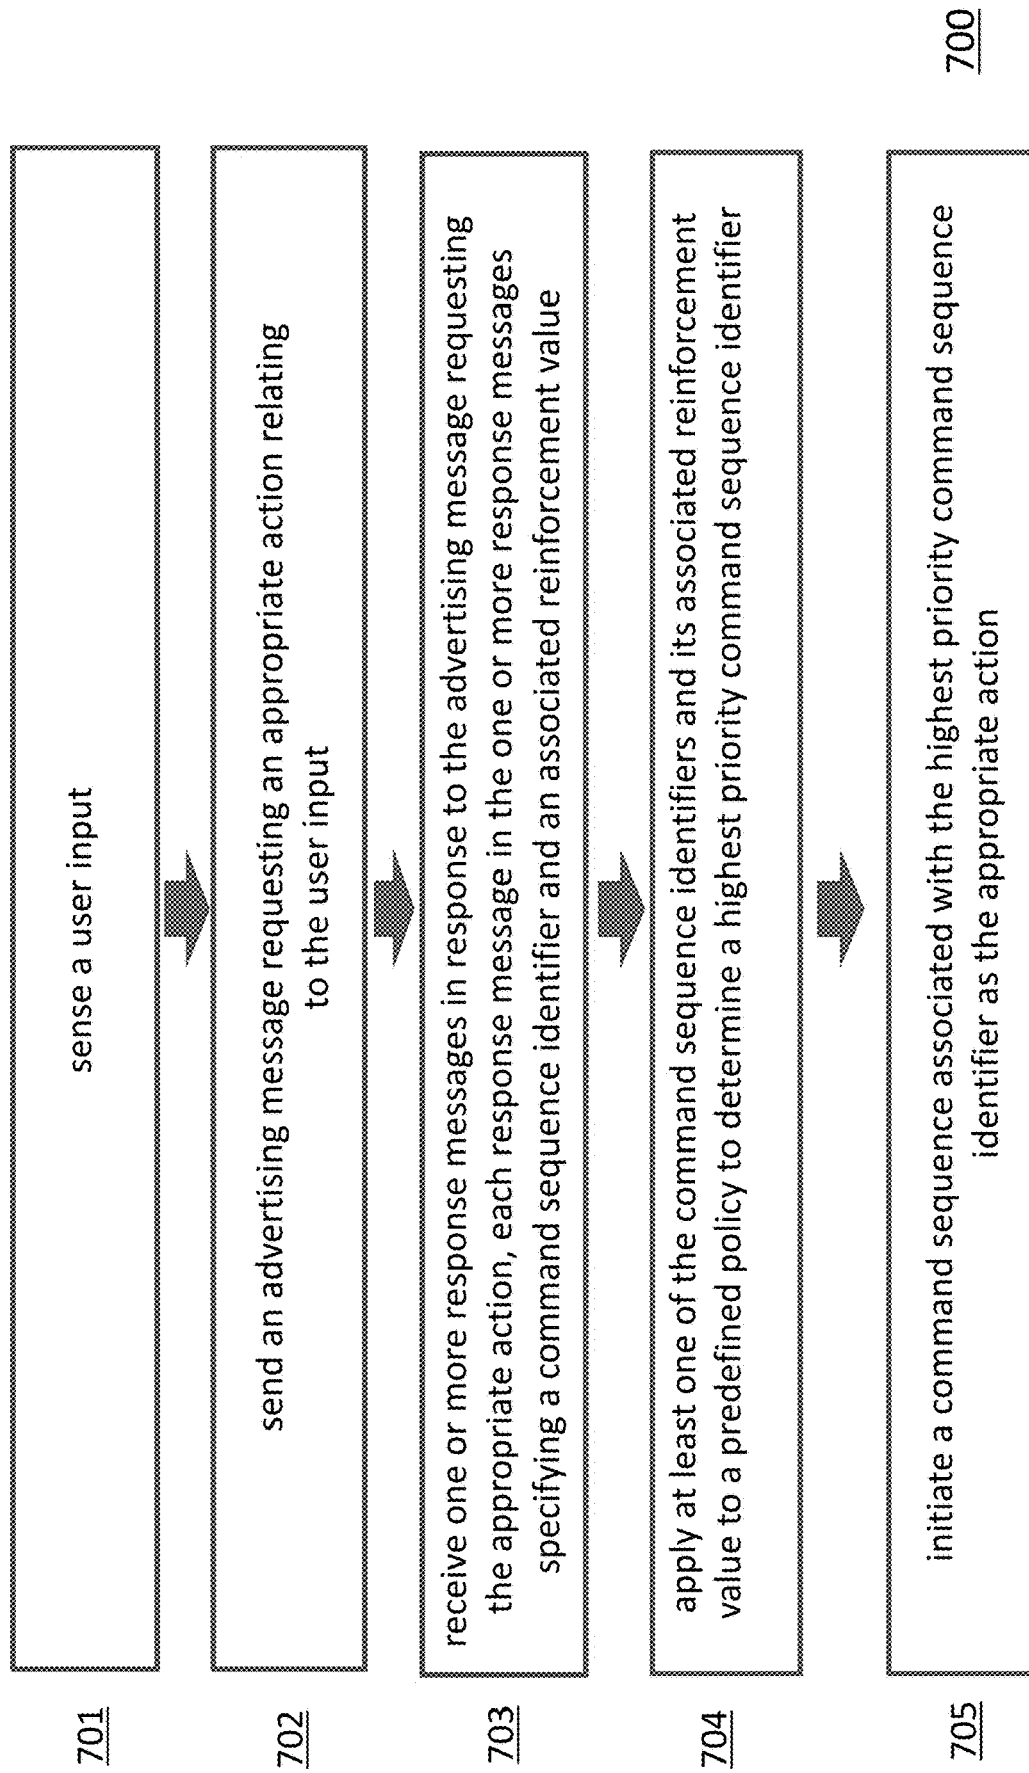 701
sense a user input
702
send an advertising message requesting an appropriate action relating
to the user input
703
receive one or more response messages in response to the advertising message requesting
the appropriate action, each response message in the one or more response messages
specifying a command sequence identifier and an associated reinforcement value
704
apply at least one of the command sequence identifiers and its associated reinforcement
value to a predefined policy to determine a highest priority command sequence identifier
705
initiate a command sequence associated with the highest priority command sequence
identifier as the appropriate action
700